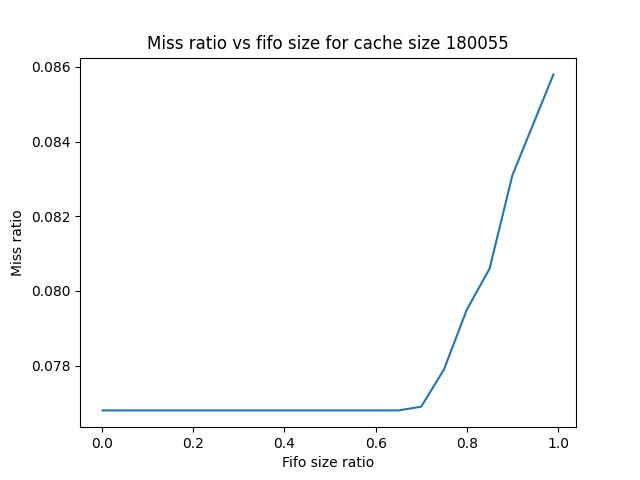 Miss ratio vs fifo size for cache size 180055
0.086
0.084
0.082
0.080
0.078
Miss ratio
0.0 0.2 0.4 0.6 0.8 1.0
Fifo size ratio